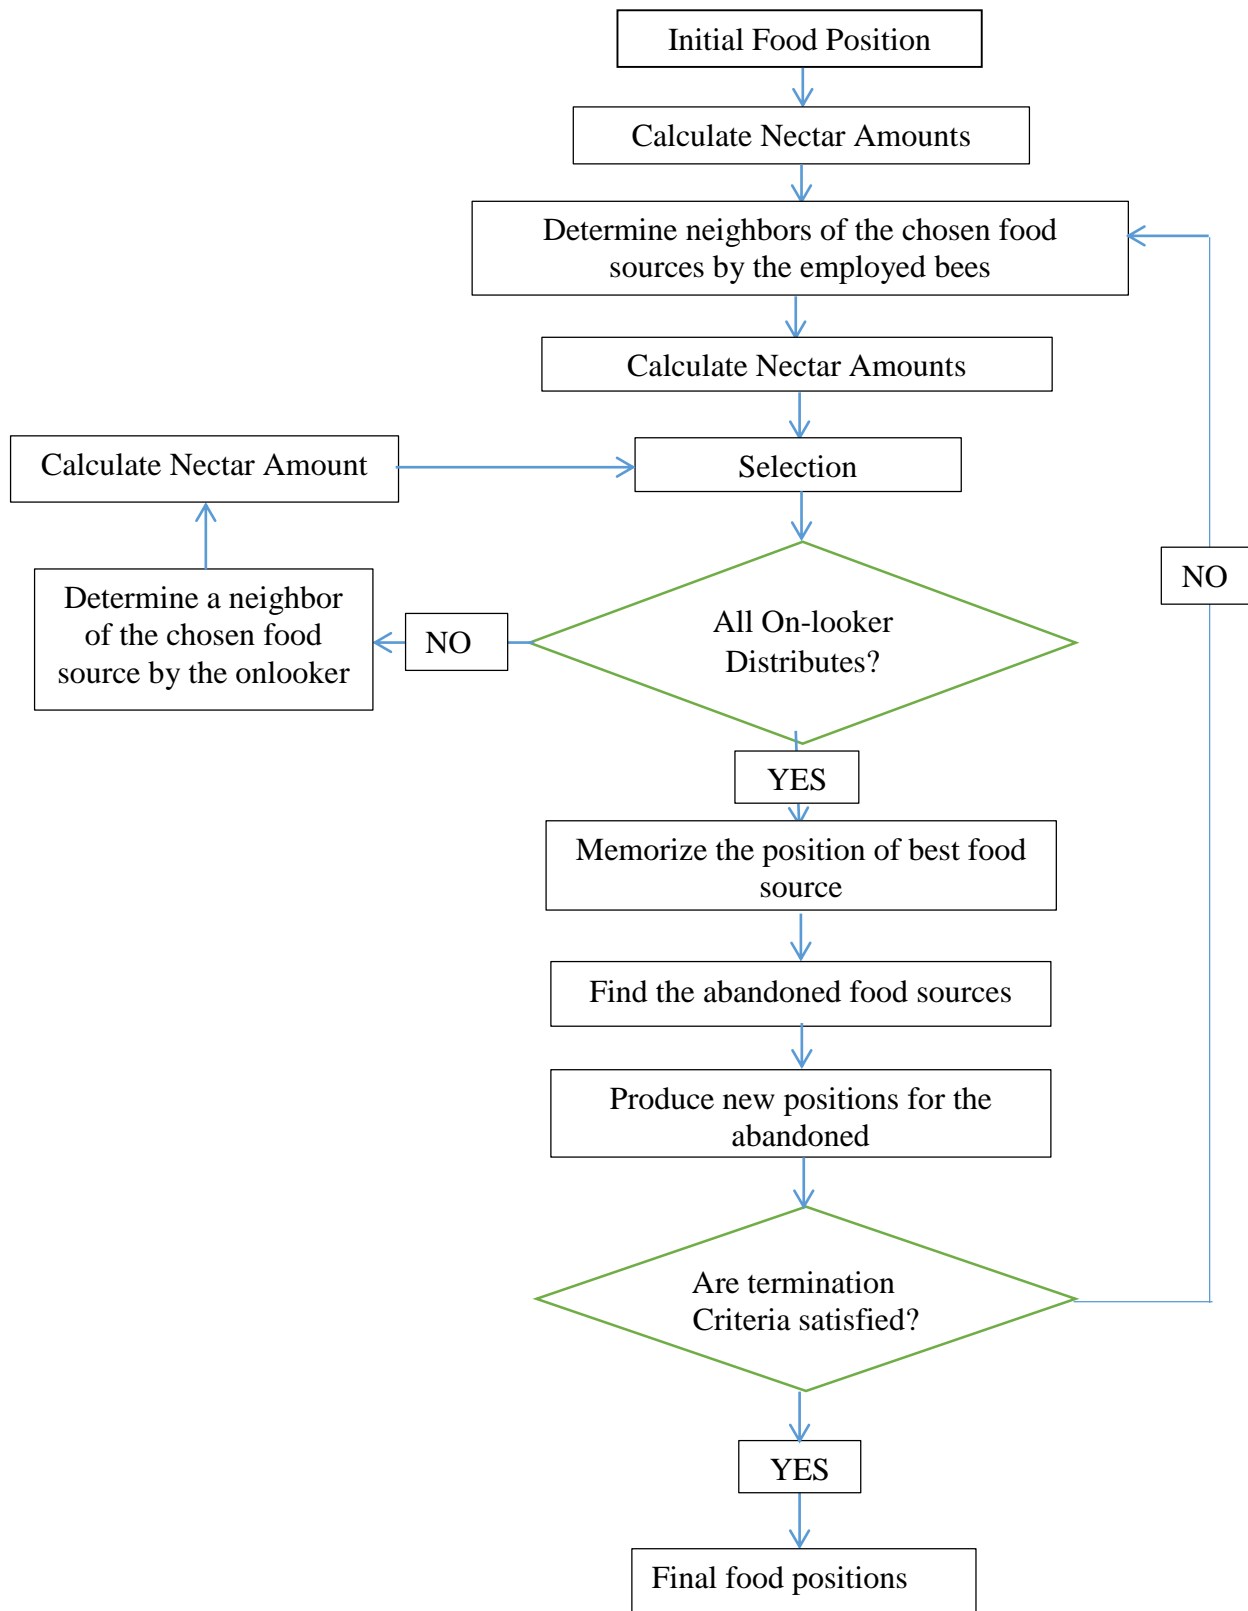 Initial Food Position
Calculate Nectar Amounts
Determine neighbors of the chosen food
sources by the employed bees
Calculate Nectar Amounts
Calculate Nectar Amount
Selection
Determine a neighbor
of the chosen food
source by the onlooker
NO
All On-looker
Distributes?
NO
YES
Memorize the position of best food
source
Find the abandoned food sources
Produce new positions for the
abandoned
Are termination
Criteria satisfied?
YES
Final food positions